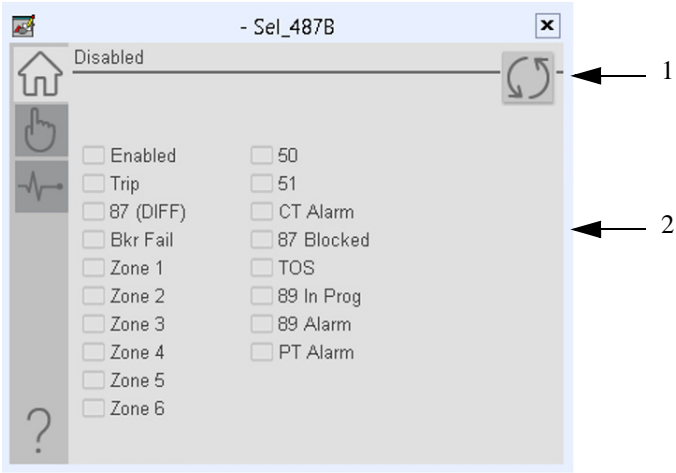 - Sel_487B
Disabled
1
Enabled
Trip
87 (DIFF)
Bkr Fail
Zone 1
Zone 2
Zone 3
Zone 4
Zone 5
Zone 6
50
51
CT Alarm
87 Blocked
TOS
89 In Prog
89 Alarm
PT Alarm
2
?